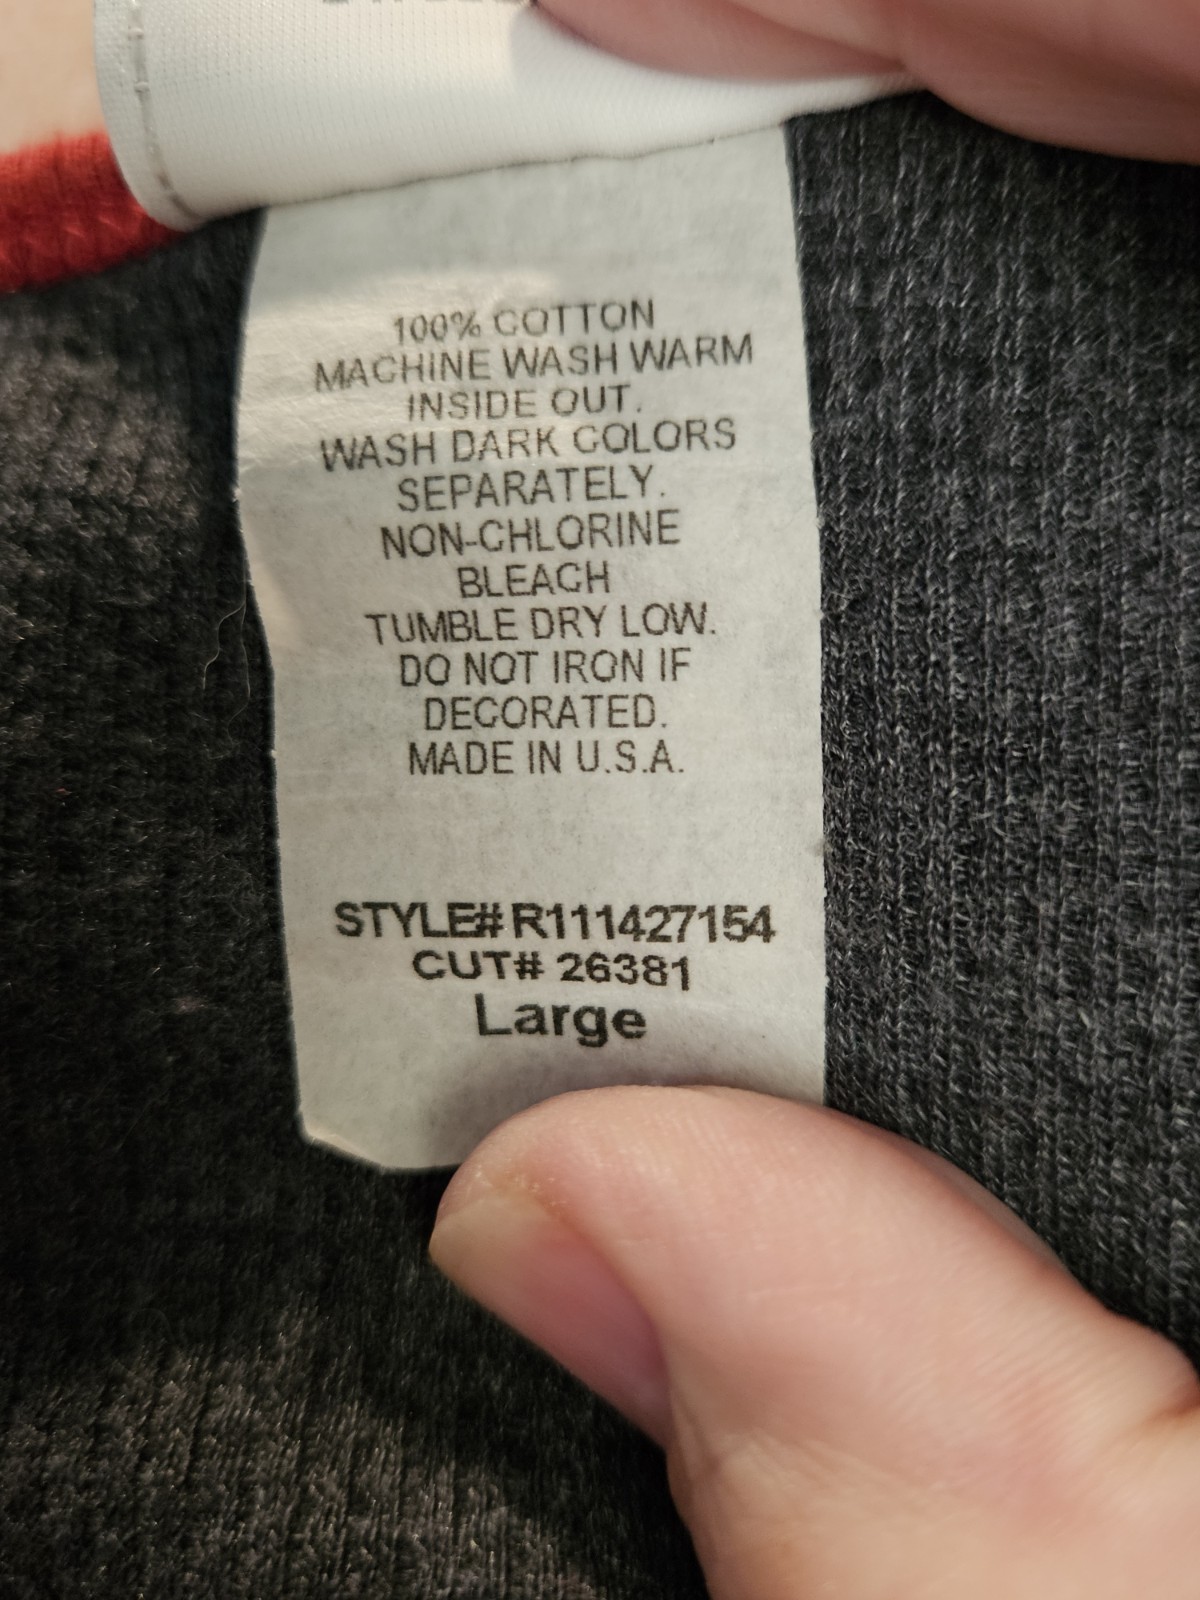 100% COTTON
MACHINE WASH WARM
INSIDE OUT.
WASH DARK COLORS
SEPARATELY.
NON-CHLORINE
BLEACH
TUMBLE DRY LOW.
DO NOT IRON IF
DECORATED.
MADE IN U.S.A.
STYLE# R111427154
CUT# 26381
Large